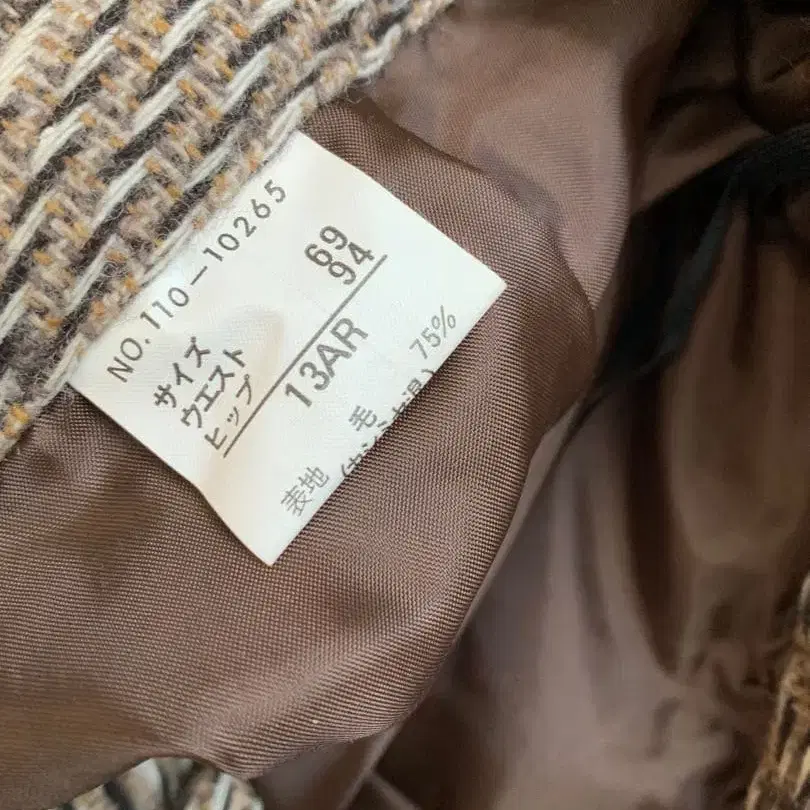 NO.110-10265
サイズ
ウエスト 69
ヒップ 94
13AR
表地 毛 75%